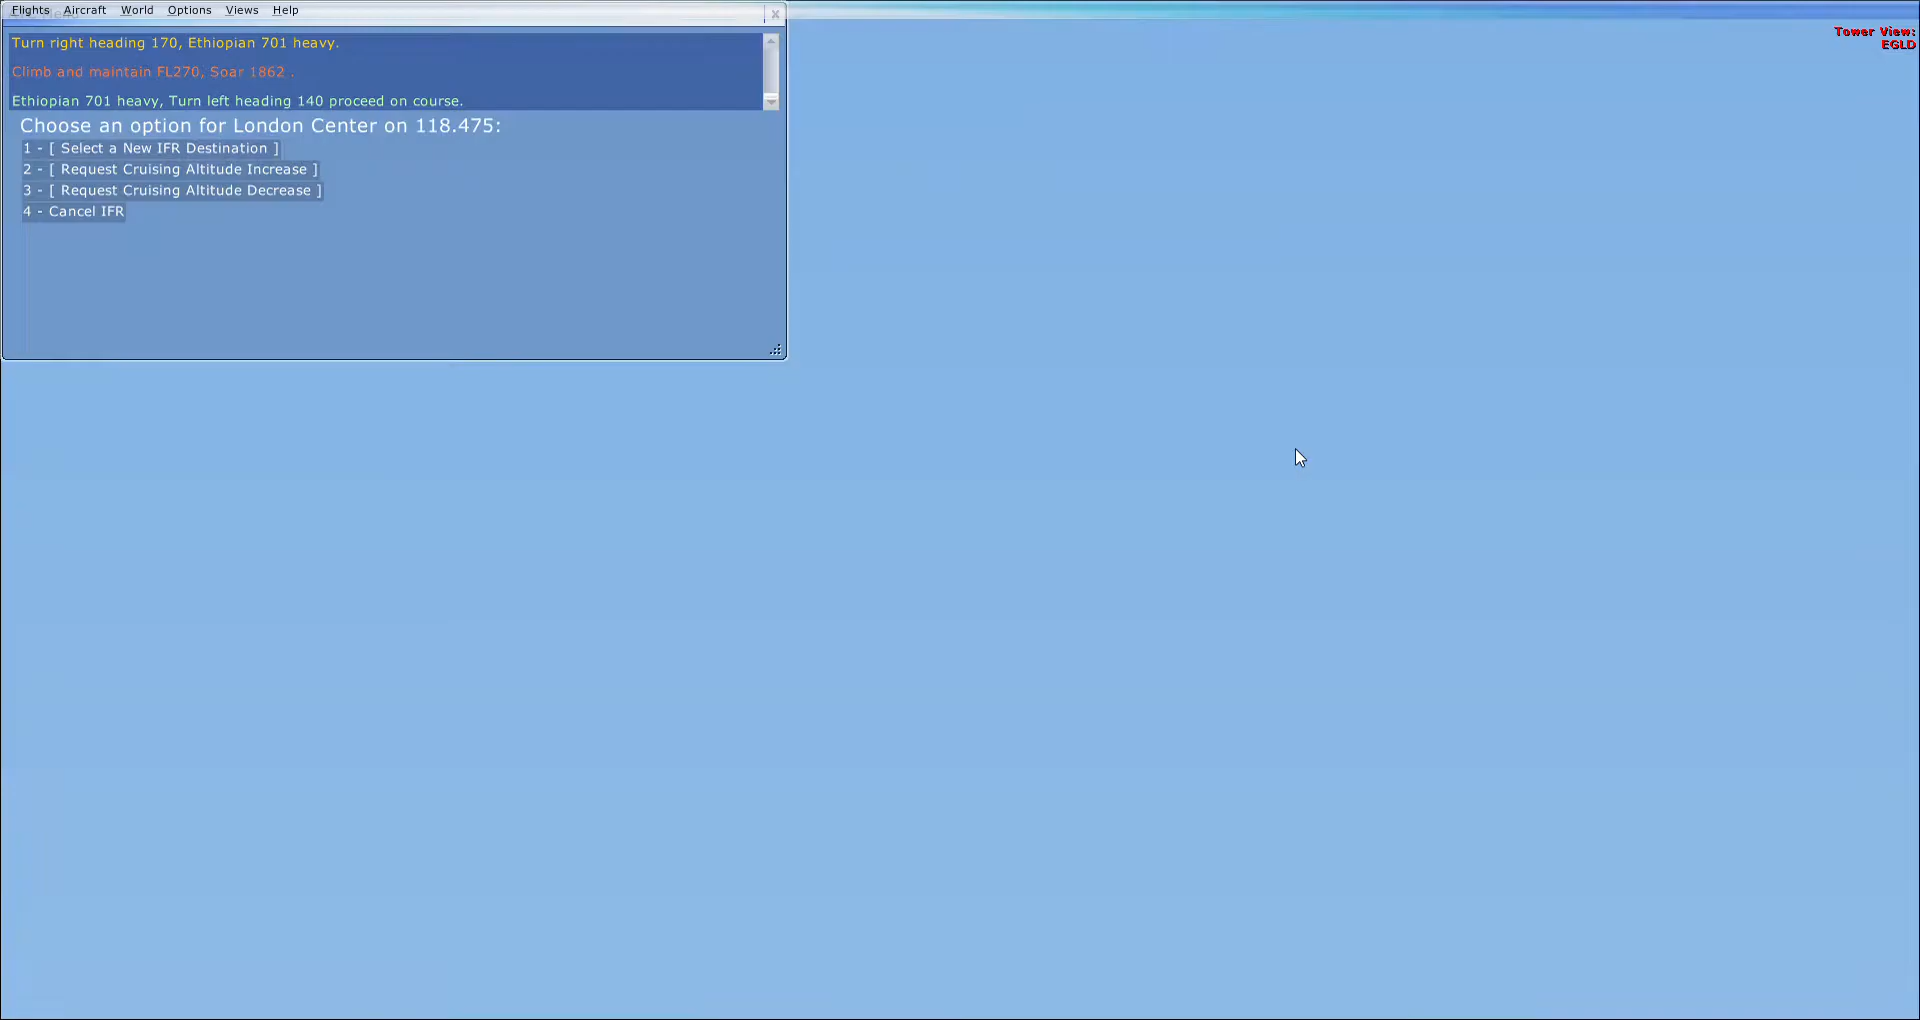 Flights Aircraft World Options Views Help
Tower View:
EGLD
Turn right heading 170, Ethiopian 701 heavy.
Climb and maintain FL270, Soar 1862 .
Ethiopian 701 heavy, Turn left heading 140 proceed on course.
Choose an option for London Center on 118.475:
1 - [ Select a New IFR Destination ]
2 - [ Request Cruising Altitude Increase ]
3 - [ Request Cruising Altitude Decrease ]
4 - Cancel IFR